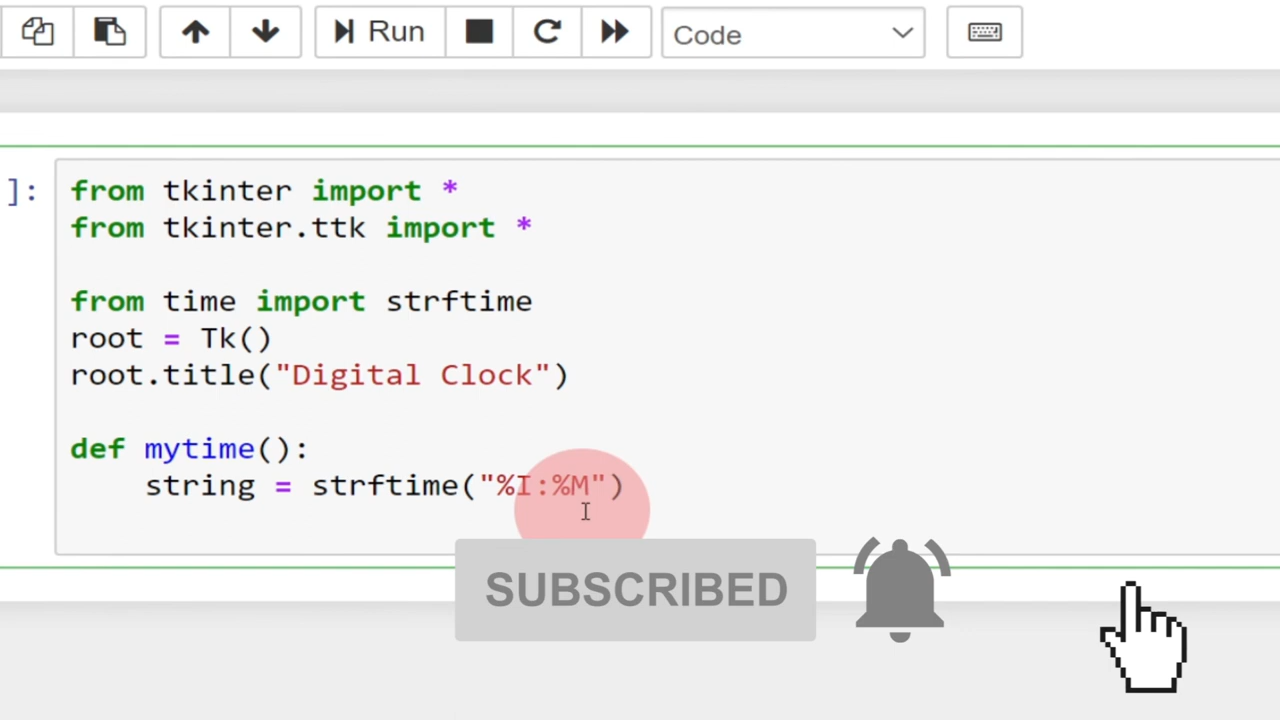 Run Code
]:
from tkinter import *
from tkinter.ttk import *
from time import strftime
root = Tk()
root.title("Digital Clock")
def mytime():
    string = strftime("%I:%M")
SUBSCRIBED